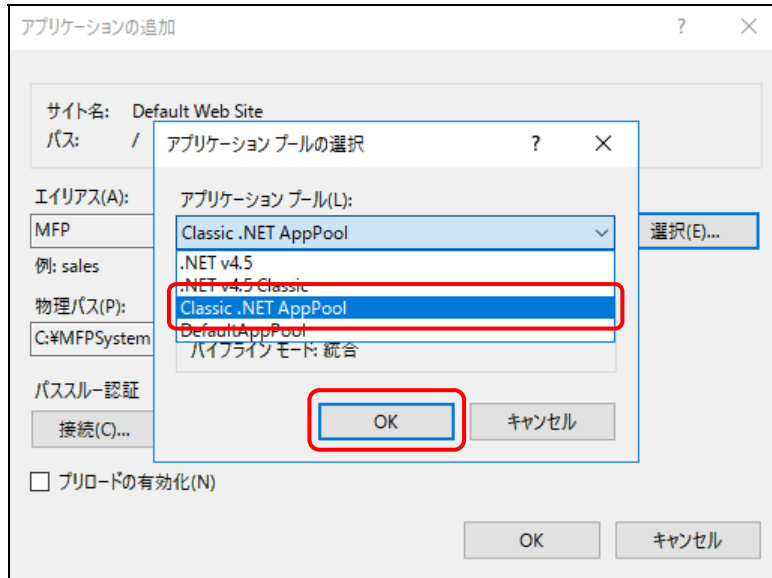 アプリケーションの追加
サイト名: Default Web Site
パス: /
エイリアス(A):
MFP
選択(E)...
例: sales
物理パス(P):
C:¥MFPSystem
パススルー認証
接続(C)...
プリロードの有効化(N)
OK
キャンセル
アプリケーション プールの選択
アプリケーション プール(L):
Classic .NET AppPool
.NET v4.5
.NET v4.5 Classic
Classic .NET AppPool
DefaultAppPool
パイプライン モード: 統合
OK
キャンセル